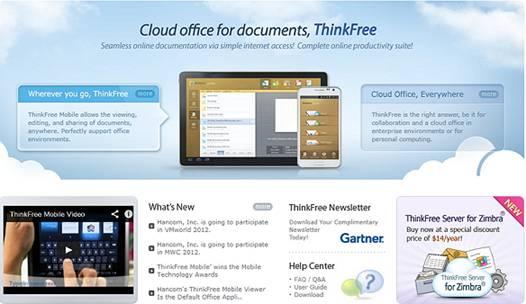 Cloud office for documents, ThinkFree
Seamless online documentation via simple internet access! Complete online productivity suite!
Wherever you go, ThinkFree more
ThinkFree Mobile allows the viewing,
editing, and sharing of documents,
anywhere. Perfectly support office
environments.
Cloud Office, Everywhere more
ThinkFree is the right answer, be it for
collaboration and a cloud office in
enterprise environments or for
personal computing.
ThinkFree Mobile Video
What's New more
Hancom, Inc. is going to participate
in VMworld 2012.
Hancom, Inc. is going to participate
in MWC 2012.
ThinkFree Mobile' wins the Mobile
Technology Awards
Hancom's ThinkFree Mobile Viewer
Is the Default Office Appli..
ThinkFree Newsletter
Download Your Complimentary
Newsletter
Today!
Gartner.
Help Center
FAQ / Q&A
User Guide
Download
NEW
ThinkFree Server for Zimbra
Buy now at a special discount
price of $14/year!
ThinkFree Server
for Zimbra